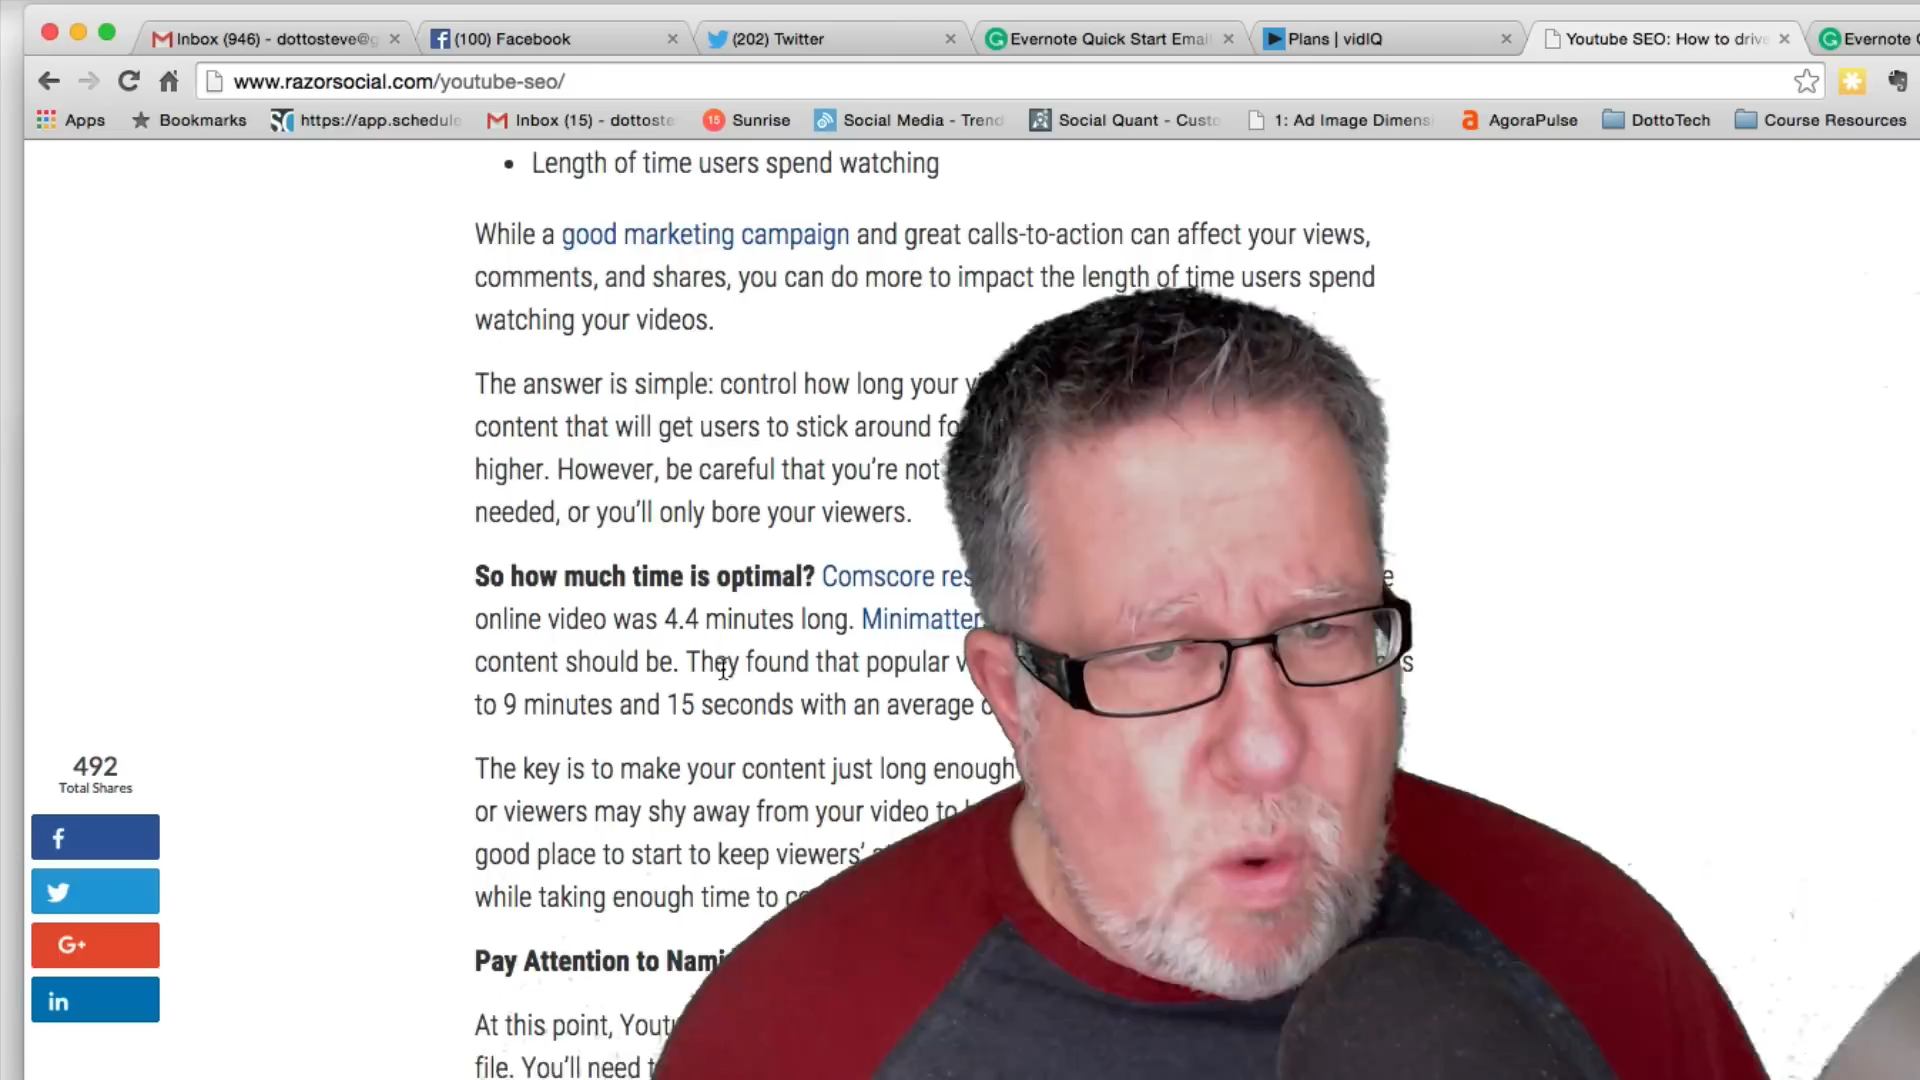 Inbox (946) - dottosteve@g
(100) Facebook
(202) Twitter
Evernote Quick Start Emai
Plans | vidIQ
Youtube SEO: How to drive
Evernote
www.razorsocial.com/youtube-seo/
Apps
Bookmarks
https://app.schedule
Inbox (15) - dottoste
15
Sunrise
Social Media - Trend
Social Quant - Custo
1: Ad Image Dimensi
AgoraPulse
DottoTech
Course Resources
• Length of time users spend watching
While a good marketing campaign and great calls-to-action can affect your views,
comments, and shares, you can do more to impact the length of time users spend
watching your videos.
The answer is simple: control how long your
content that will get users to stick around
higher. However, be careful that you're not
needed, or you'll only bore your viewers.
So how much time is optimal? Comscore
online video was 4.4 minutes long. Minimatter
content should be. They found that popular
to 9 minutes and 15 seconds with an average
The key is to make your content just long enough
or viewers may shy away from your video to
good place to start to keep viewers'
while taking enough time to
Pay Attention to
At this point,
file. You'll need
492
Total Shares
f
G+
in